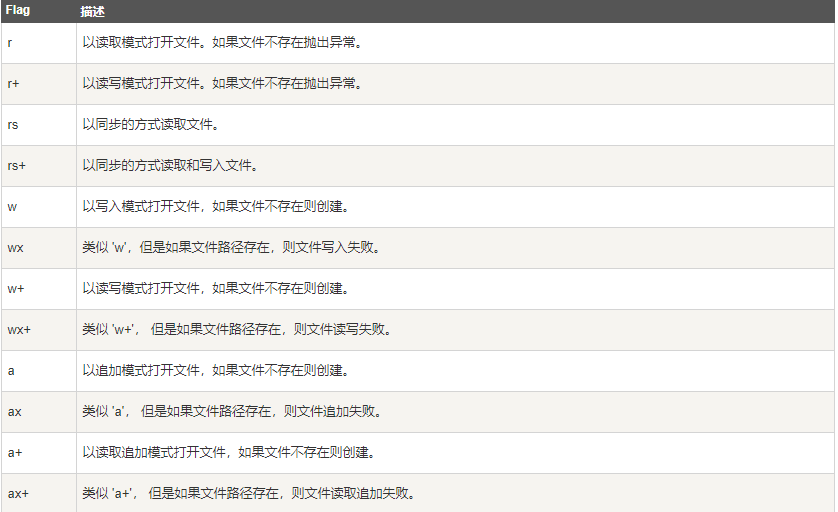 Flag 描述
r 以读取模式打开文件。如果文件不存在抛出异常。
r+ 以读写模式打开文件。如果文件不存在抛出异常。
rs 以同步的方式读取文件。
rs+ 以同步的方式读取和写入文件。
w 以写入模式打开文件，如果文件不存在则创建。
wx 类似 'w'，但是如果文件路径存在，则文件写入失败。
w+ 以读写模式打开文件，如果文件不存在则创建。
wx+ 类似 'w+'， 但是如果文件路径存在，则文件读写失败。
a 以追加模式打开文件，如果文件不存在则创建。
ax 类似 'a'， 但是如果文件路径存在，则文件追加失败。
a+ 以读取追加模式打开文件，如果文件不存在则创建。
ax+ 类似 'a+'， 但是如果文件路径存在，则文件读取追加失败。